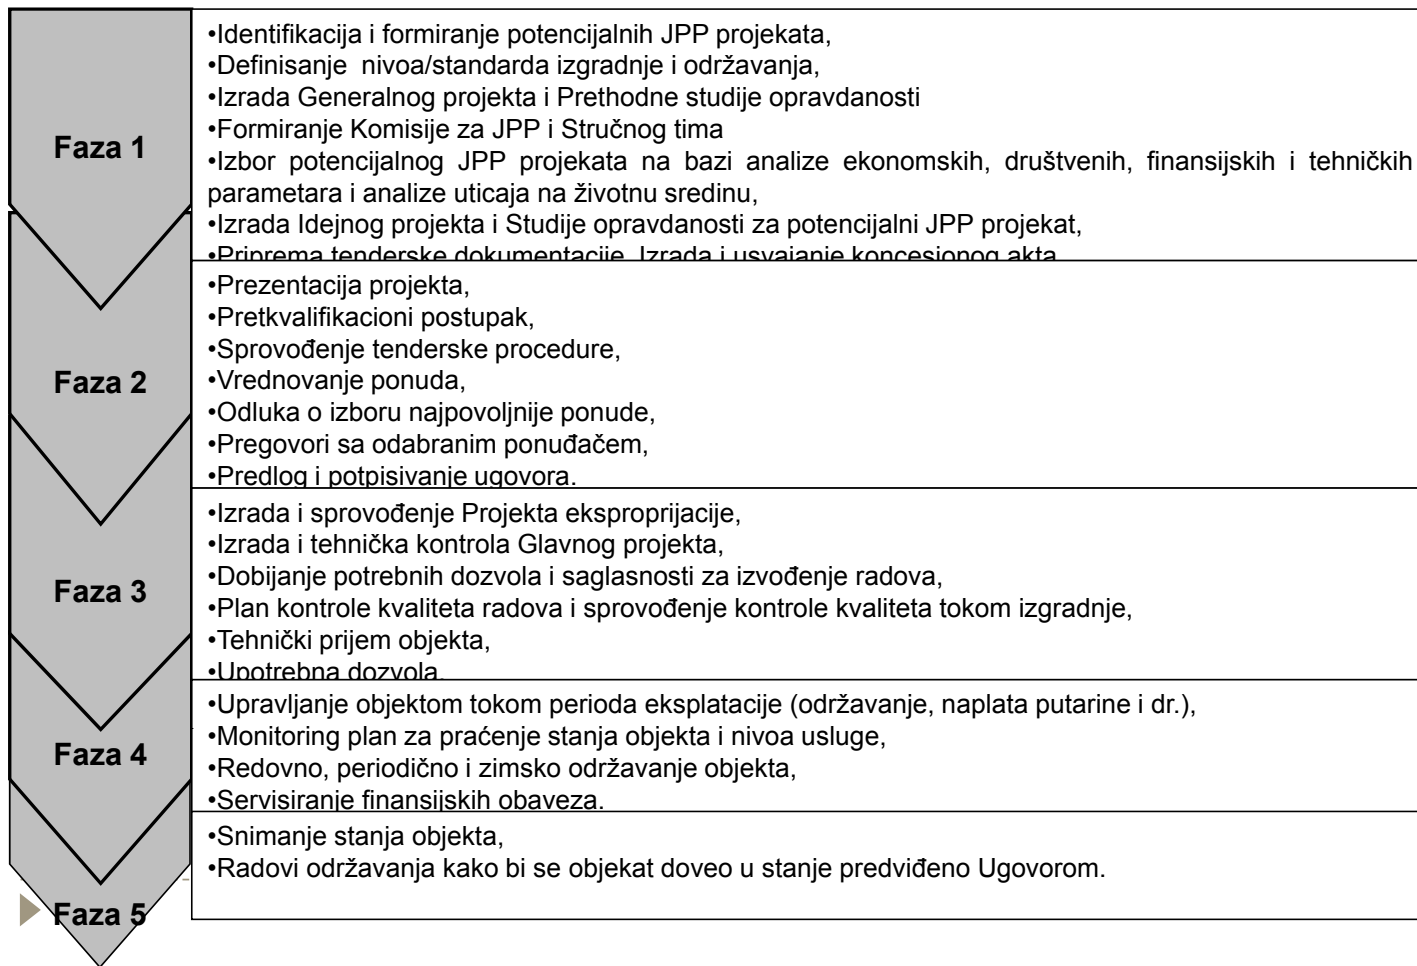 Faza 1
•Identifikacija i formiranje potencijalnih JPP projekata,
•Definisanje nivoa/standarda izgradnje i održavanja,
•Izrada Generalnog projekta i Prethodne studije opravdanosti
•Formiranje Komisije za JPP i Stručnog tima
•Izbor potencijalnog JPP projekata na bazi analize ekonomskih, društvenih, finansijskih i tehničkih
parametara i analize uticaja na životnu sredinu,
•Izrada Idejnog projekta i Studije opravdanosti za potencijalni JPP projekat,
•Priprema tenderske dokumentacije. Izrada i usvajanje koncesionog akta
Faza 2
•Prezentacija projekta,
•Pretkvalifikacioni postupak,
•Sprovođenje tenderske procedure,
•Vrednovanje ponuda,
•Odluka o izboru najpovoljnije ponude,
•Pregovori sa odabranim ponuđačem,
•Predlog i potpisivanje ugovora.
Faza 3
•Izrada i sprovođenje Projekta eksproprijacije,
•Izrada i tehnička kontrola Glavnog projekta,
•Dobijanje potrebnih dozvola i saglasnosti za izvođenje radova,
•Plan kontrole kvaliteta radova i sprovođenje kontrole kvaliteta tokom izgradnje,
•Tehnički prijem objekta,
•Upotrebna dozvola.
Faza 4
•Upravljanje objektom tokom perioda eksplatacije (održavanje, naplata putarine i dr.),
•Monitoring plan za praćenje stanja objekta i nivoa usluge,
•Redovno, periodično i zimsko održavanje objekta,
•Servisiranje finansijskih obaveza.
Faza 5
•Snimanje stanja objekta,
•Radovi održavanja kako bi se objekat doveo u stanje predviđeno Ugovorom.